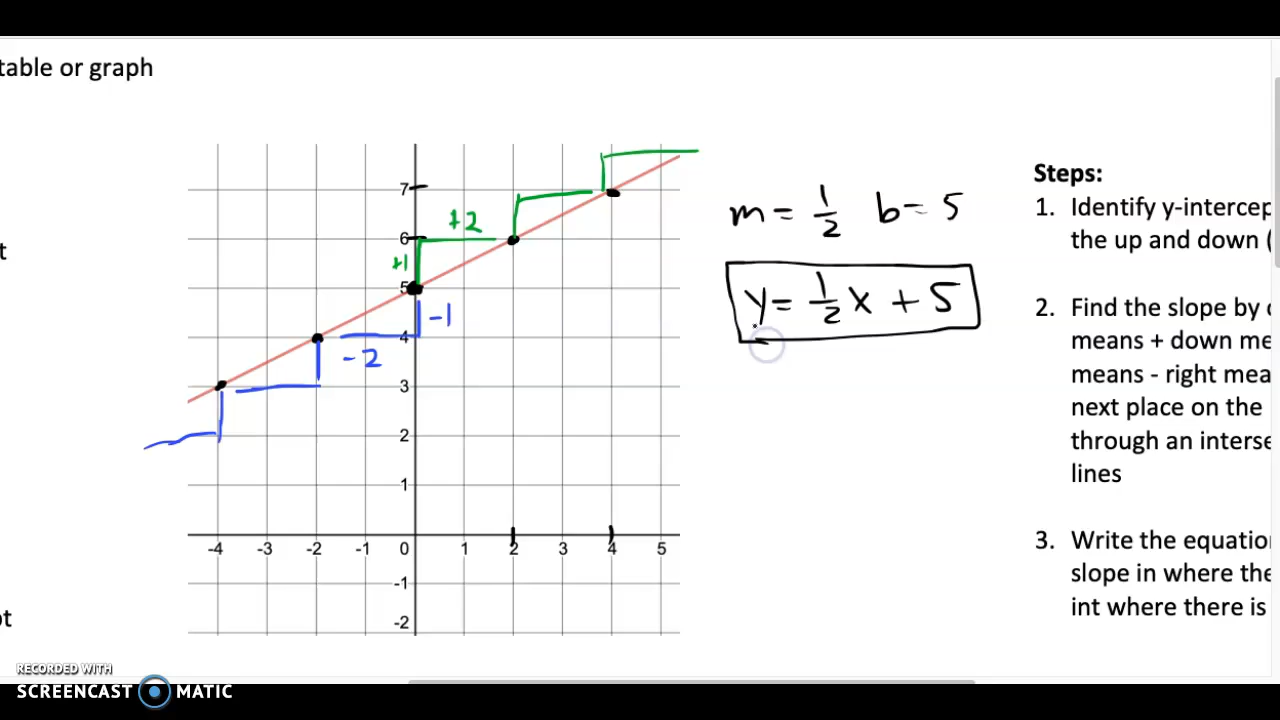 table or graph
t
pt
7
6
5
4
3
2
1
-4 -3 -2 -1 0 1 2 3 4 5
-1
-2
+2
+1
-1
-2
m = 1/2 b = 5
y = 1/2 x + 5
Steps:
1. Identify y-intercep
the up and down (
2. Find the slope by c
means + down me
means - right mea
next place on the
through an interse
lines
3. Write the equatio
slope in where the
int where there is
RECORDED WITH
SCREENCAST MATIC